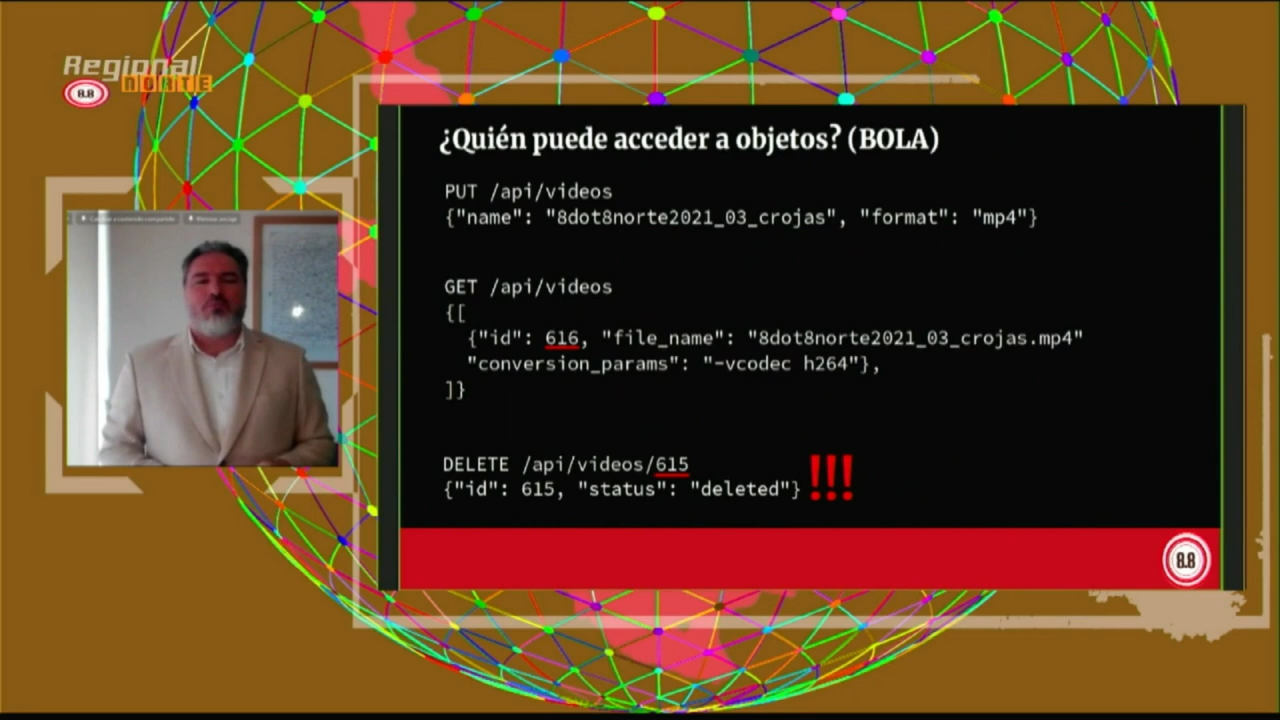 Regional
NORTE
8.8
¿Quién puede acceder a objetos? (BOLA)
PUT /api/videos
{"name": "8dot8norte2021_03_crojas", "format": "mp4"}
GET /api/videos
{[
{"id": 616, "file_name": "8dot8norte2021_03_crojas.mp4"
"conversion_params": "-vcodec h264"},
]}
DELETE /api/videos/615
{"id": 615, "status": "deleted"} !!!
8.8